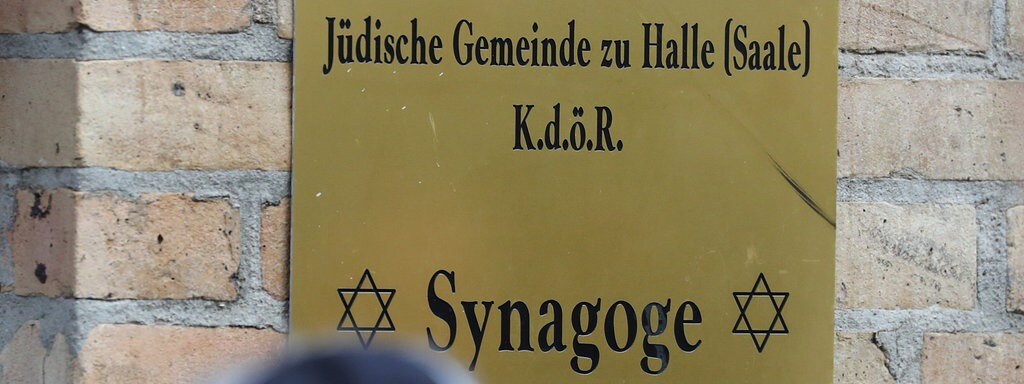 Jüdische Gemeinde zu Halle (Saale)
K.d.ö.R.
Synagoge